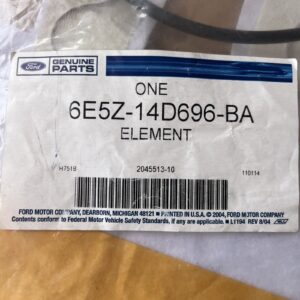 Ford
GENUINE
PARTS
ONE
6E5Z-14D696-BA
ELEMENT
H751B
2045513-10
110114
FORD MOTOR COMPANY, DEARBORN, MICHIGAN 48121 ■ PRINTED IN U.S.A. © 2004, FORD MOTOR COMPANY
Contents conform to Federal Motor Vehicle Safety Standards, if any are applicable. ■ L1194 REV 8/04